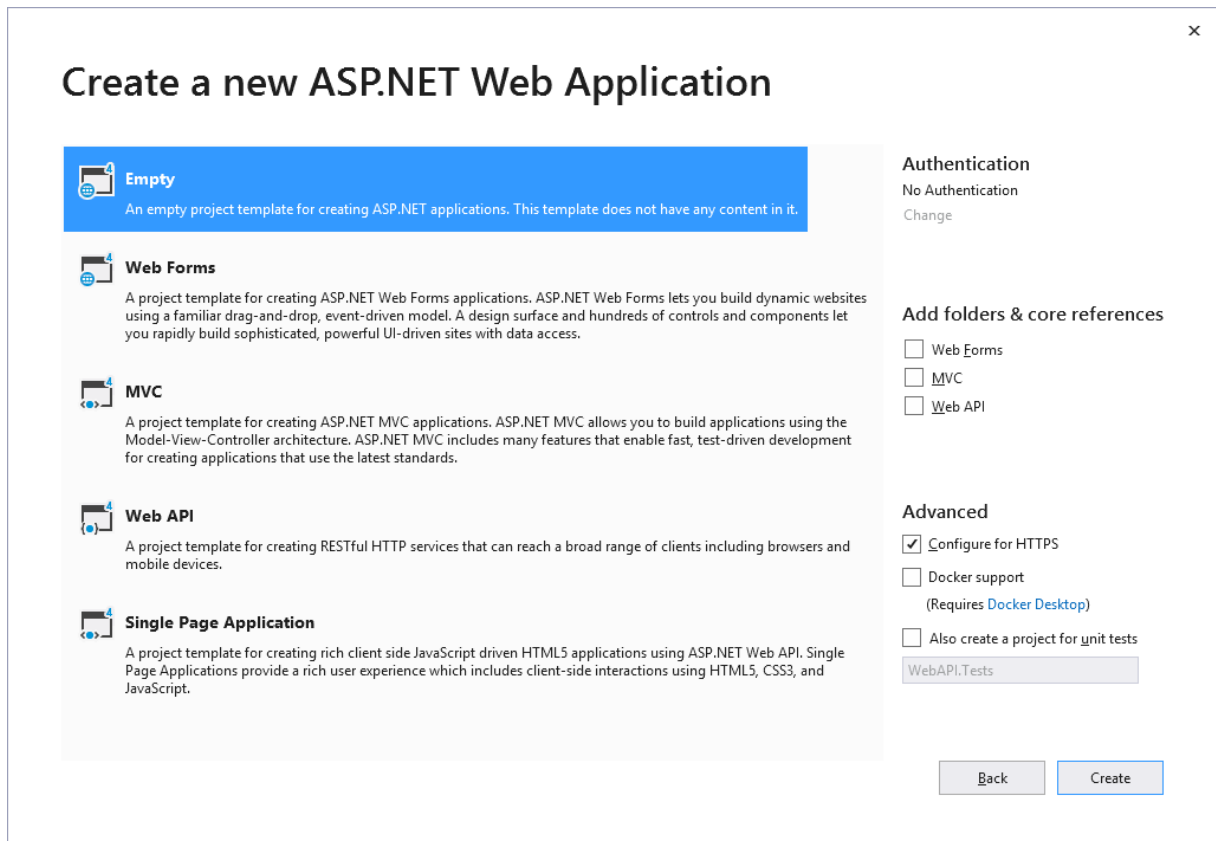 Create a new ASP.NET Web Application
4
Empty
An empty project template for creating ASP.NET applications. This template does not have any content in it.
4
Web Forms
A project template for creating ASP.NET Web Forms applications. ASP.NET Web Forms lets you build dynamic websites
using a familiar drag-and-drop, event-driven model. A design surface and hundreds of controls and components let
you rapidly build sophisticated, powerful UI-driven sites with data access.
4
MVC
A project template for creating ASP.NET MVC applications. ASP.NET MVC allows you to build applications using the
Model-View-Controller architecture. ASP.NET MVC includes many features that enable fast, test-driven development
for creating applications that use the latest standards.
4
Web API
A project template for creating RESTful HTTP services that can reach a broad range of clients including browsers and
mobile devices.
4
Single Page Application
A project template for creating rich client side JavaScript driven HTML5 applications using ASP.NET Web API. Single
Page Applications provide a rich user experience which includes client-side interactions using HTML5, CSS3, and
JavaScript.
Authentication
No Authentication
Change
Add folders & core references
Web Forms
MVC
Web API
Advanced
Configure for HTTPS
Docker support
(Requires Docker Desktop)
Also create a project for unit tests
WebAPI.Tests
Back
Create